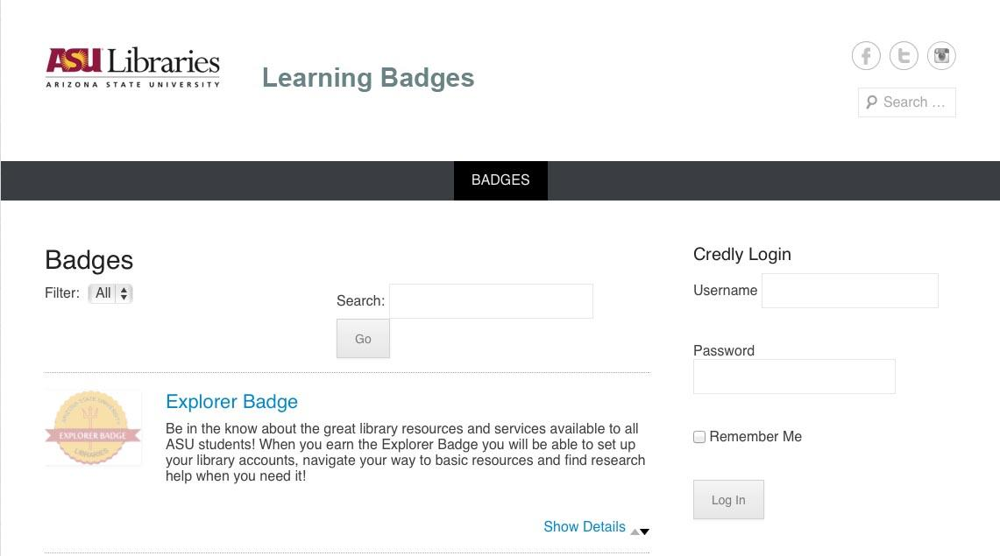 ASU Libraries
ARIZONA STATE UNIVERSITY
Learning Badges
Search ...
BADGES
Badges
Filter: All
Search:
Go
ARIZONA STATE UNIVERSITY
EXPLORER BADGE
LIBRARIES
Explorer Badge
Be in the know about the great library resources and services available to all
ASU students! When you earn the Explorer Badge you will be able to set up
your library accounts, navigate your way to basic resources and find research
help when you need it!
Show Details
Credly Login
Username
Password
Remember Me
Log In